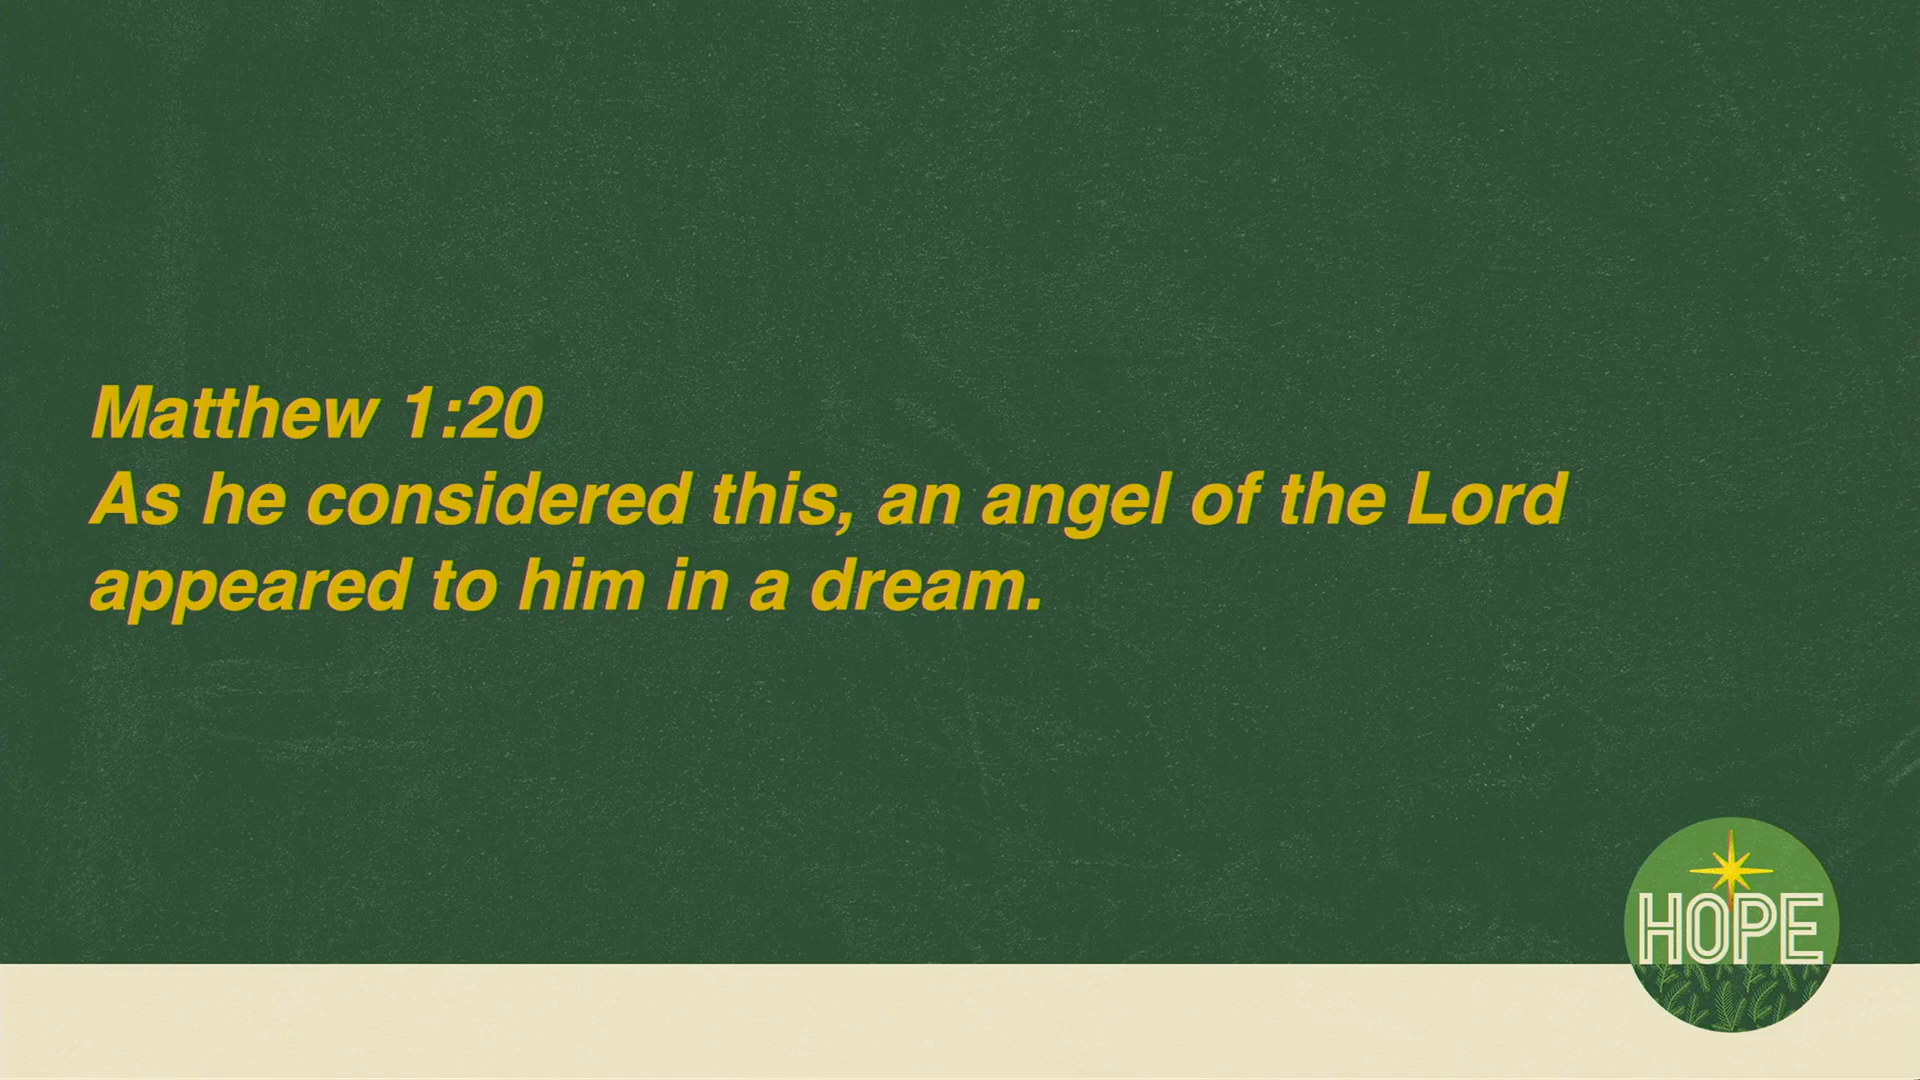 Matthew 1:20
As he considered this, an angel of the Lord
appeared to him in a dream.
HOPE